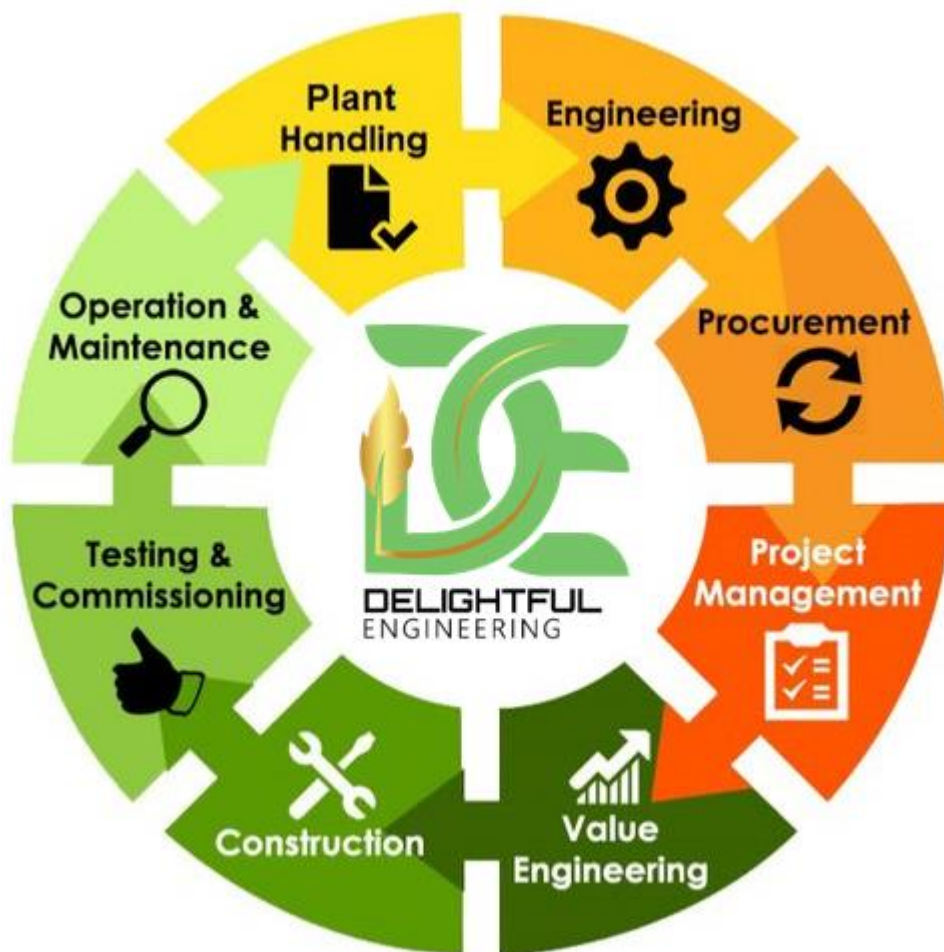 Plant
Handling
Engineering
Procurement
Project
Management
Value
Engineering
Construction
Testing &
Commissioning
Operation &
Maintenance
DELIGHTFUL
ENGINEERING